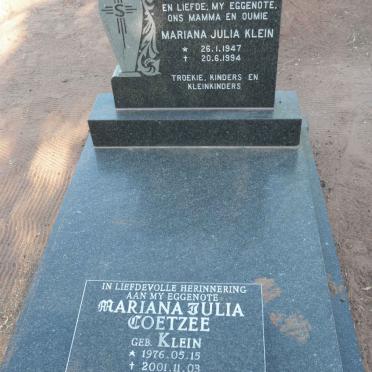 EN LIEFDE; MY EGGENOTE,
ONS MAMMA EN OUMIE
MARIANA JULIA KLEIN
* 26.1.1947
† 20.6.1994
TROEKIE, KINDERS EN
KLEINKINDERS
IN LIEFDEVOLLE HERINNERING
AAN MY EGGENOTE
MARIANA JULIA
COETZEE
GEB. KLEIN
* 1976.05.15
† 2001.11.03